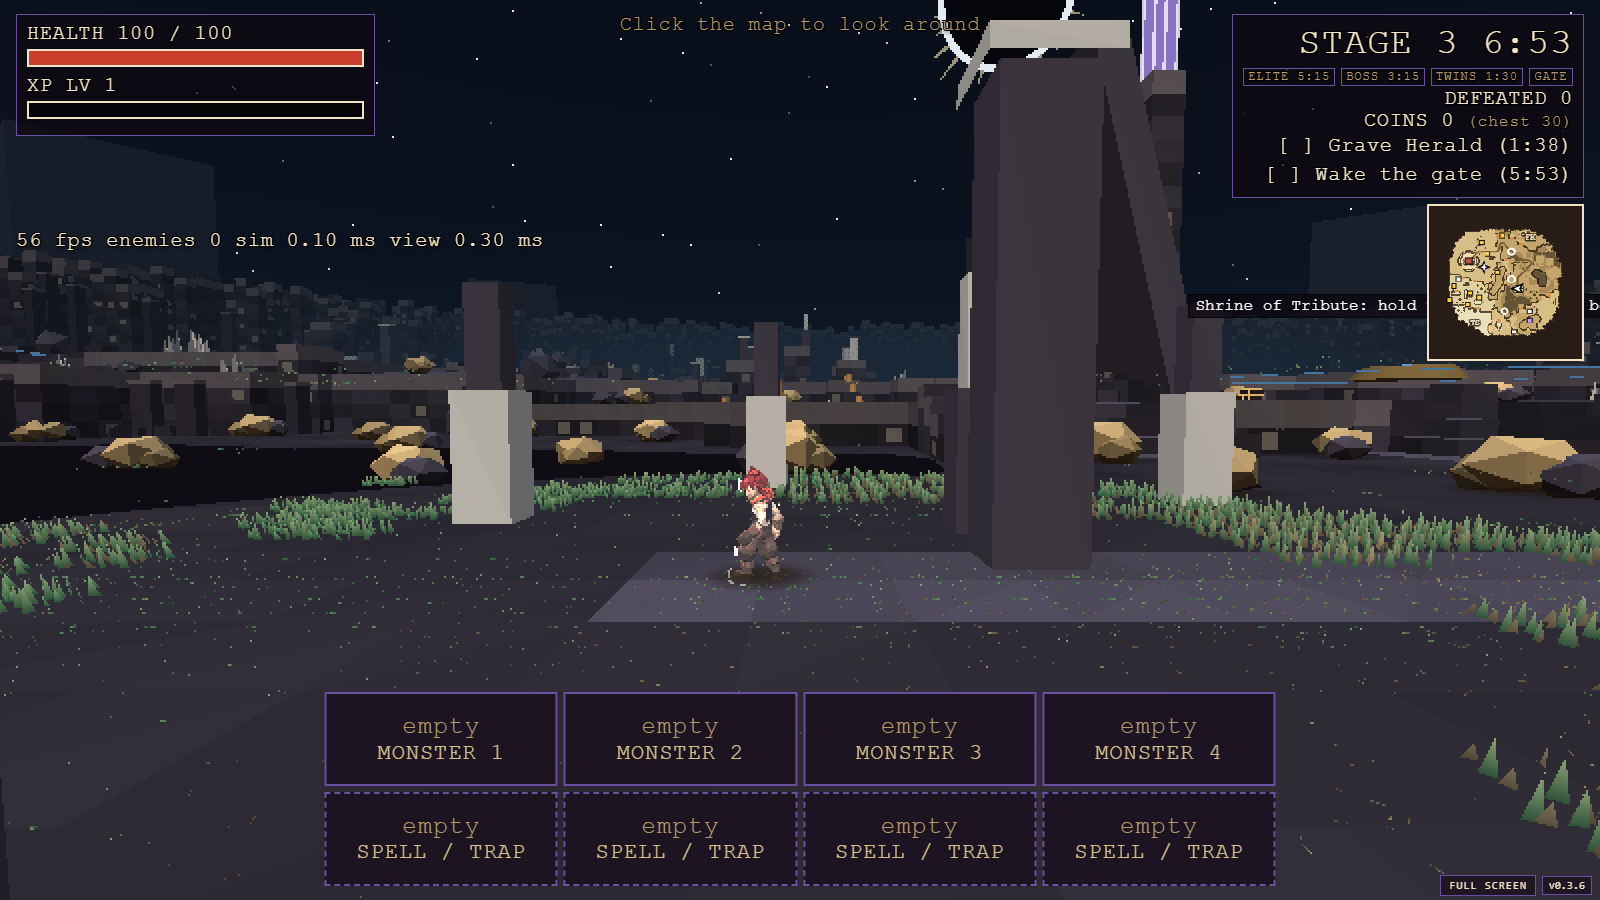 Click the map to look around
HEALTH 100 / 100
XP LV 1
STAGE 3 6:53
ELITE 5:15 BOSS 3:15 TWINS 1:30 GATE
DEFEATED 0
COINS 0 (chest 30)
[ ] Grave Herald (1:38)
[ ] Wake the gate (5:53)
56 fps enemies 0 sim 0.10 ms view 0.30 ms
Shrine of Tribute: hold
empty
MONSTER 1
empty
MONSTER 2
empty
MONSTER 3
empty
MONSTER 4
empty
SPELL / TRAP
empty
SPELL / TRAP
empty
SPELL / TRAP
empty
SPELL / TRAP
FULL SCREEN
v0.3.6